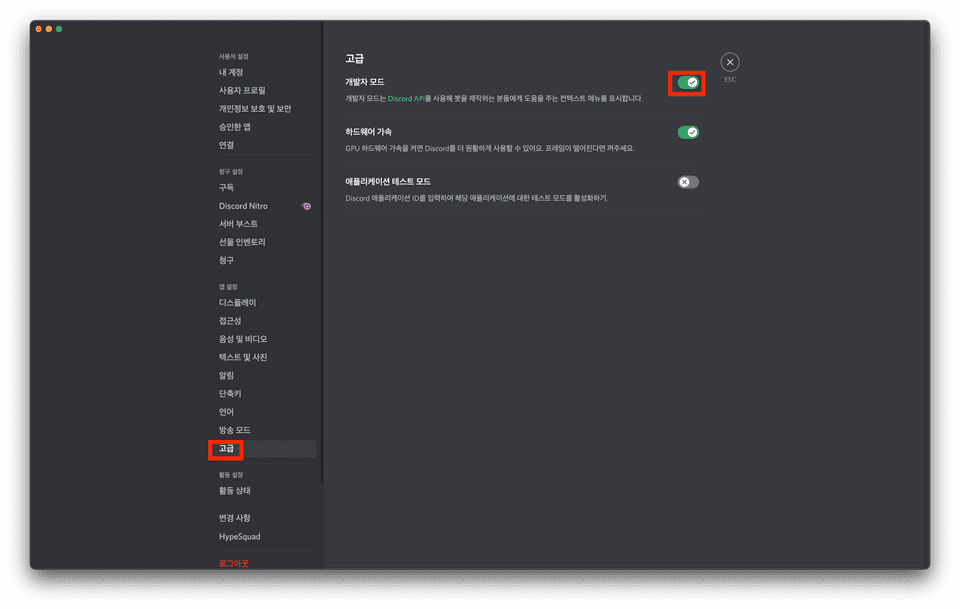 사용자 설정
내 계정
사용자 프로필
개인정보 보호 및 보안
승인한 앱
연결
청구 설정
구독
Discord Nitro
서버 부스트
선물 인벤토리
청구
앱 설정
디스플레이
접근성
음성 및 비디오
텍스트 및 사진
알림
단축키
언어
방송 모드
고급
활동 설정
활동 상태
변경 사항
HypeSquad
로그아웃
고급
개발자 모드
개발자 모드는 Discord API를 사용해 봇을 제작하는 분들에게 도움을 주는 컨텍스트 메뉴를 표시합니다.
하드웨어 가속
GPU 하드웨어 가속을 켜면 Discord를 더 원활하게 사용할 수 있어요. 프레임이 떨어진다면 꺼주세요.
애플리케이션 테스트 모드
Discord 애플리케이션 ID를 입력하여 해당 애플리케이션에 대한 테스트 모드를 활성화하기.
ESC